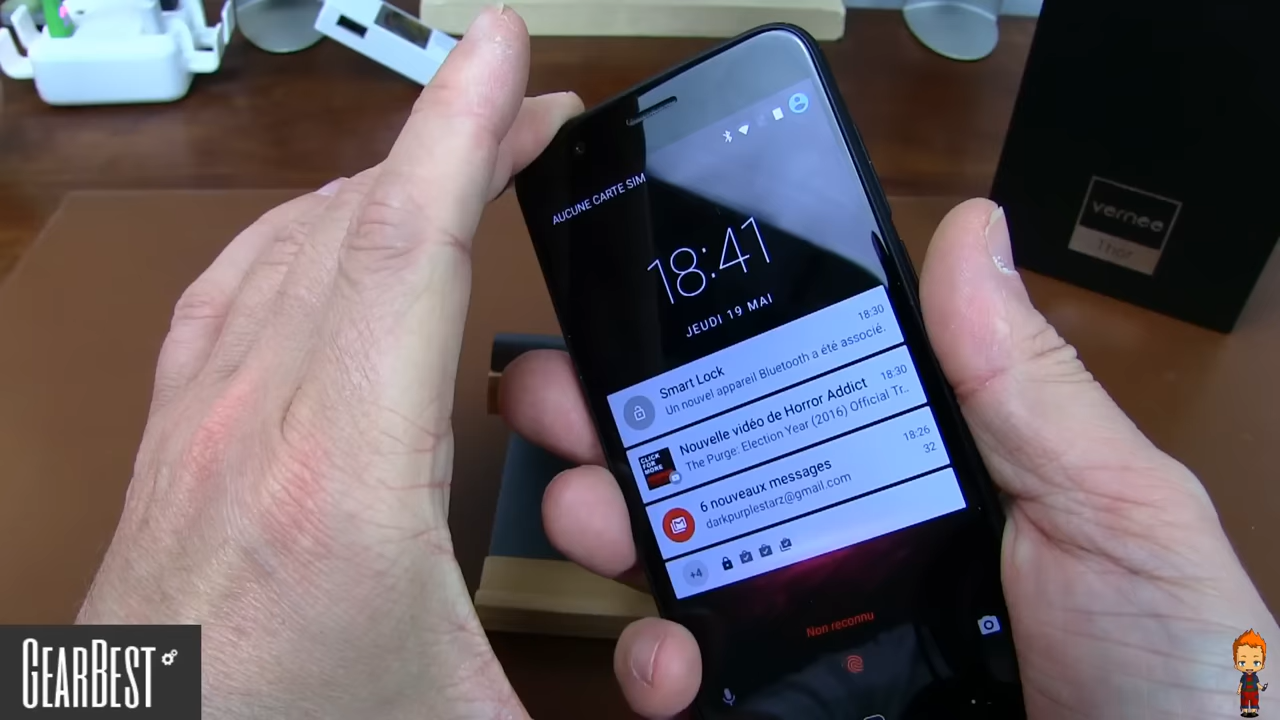 vernee
Thor
AUCUNE CARTE SIM
18:41
JEUDI 19 MAI
Smart Lock
18:30
Un nouvel appareil Bluetooth a été associé.
Nouvelle vidéo de Horror Addict
18:30
The Purge: Election Year (2016) Official Tr...
CLICK
FOR
MORE
6 nouveaux messages
18:26
darkpurplestarz@gmail.com
32
+4
Non reconnu
GEARBEST